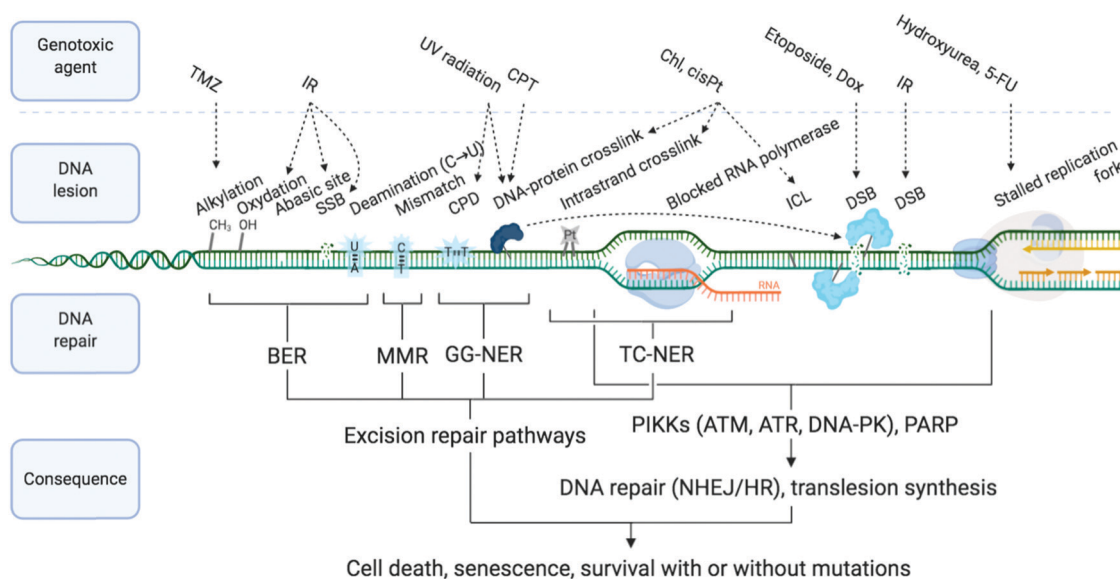 Genotoxic
agent
TMZ
IR
UV radiation
CPT
Chl, cisPt
Etoposide, Dox
IR
Hydroxyurea, 5-FU
DNA
lesion
Alkylation
Oxydation
Abasic site
SSB
Deamination (C→U)
Mismatch
CPD
DNA-protein crosslink
Intrastrand crosslink
Blocked RNA polymerase
ICL
DSB
DSB
Stalled replication
fork
CH3
OH
U
A
C
T
T
T
Pt
RNA
DNA
repair
BER
MMR
GG-NER
TC-NER
Excision repair pathways
PIKKs (ATM, ATR, DNA-PK), PARP
Consequence
DNA repair (NHEJ/HR), translesion synthesis
Cell death, senescence, survival with or without mutations